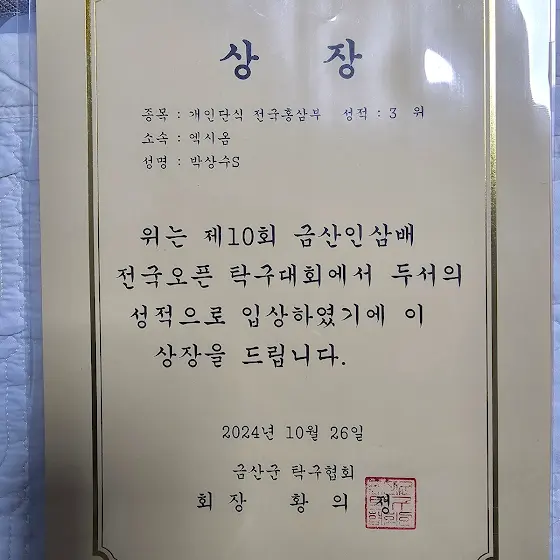 상 장
종목 : 개인단식 전국홍삼부 성적 : 3 위
소속 : 엑시옴
성명 : 박상수S
위는 제10회 금산인삼배
전국오픈 탁구대회에서 두서의
성적으로 입상하였기에 이
상장을 드립니다.
2024년 10월 26일
금산군 탁구협회
회 장 황 의 정